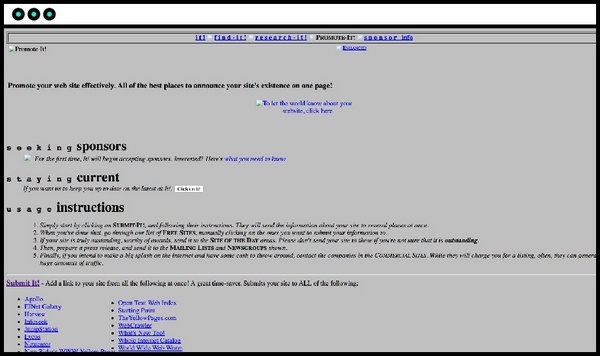 it! find-it! research-it! PROMOTE-IT! sponsor_info
Promote-It!
Promote your web site effectively. All of the best places to announce your site's existence on one page!
To let the world know about your
website, click here
seeking sponsors
For the first time, It! will begin accepting sponsors. Interested? Here's what you need to know
staying current
If you want us to keep you up to date on the latest at It!,
usage instructions
1. Simply start by clicking on SUBMIT-IT!, and following their instructions. They will send the information about your site to several places at once.
2. When you're done that, go through our list of FREE SITES, manually clicking on the ones you want to submit your information to.
3. If your site is truly outstanding, worthy of awards, send it to the SITE OF THE DAY areas. Please don't send your site to these if you're not sure that it is outstanding.
4. Then, prepare a press release, and send it to the MAILING LISTS and NEWSGROUPS shown.
5. Finally, if you intend to make a big splash on the Internet and have some cash to throw around, contact the companies in the COMMERCIAL SITES. While they will charge you for a listing, often, they can generate
huge amounts of traffic.
Submit It! - Add a link to your site from all the following at once! A great time-saver. Submits your site to ALL of the following:
Apollo
EINet Galaxy
Harvest
Infoseek
JumpStation
Lycos
Netcenter
New Rider's WWW Yellow Pages
Open Text Web Index
Starting Point
TheYellowPages.com
WebCrawler
What's New Too!
Whole Internet Catalog
World Wide Web Worm